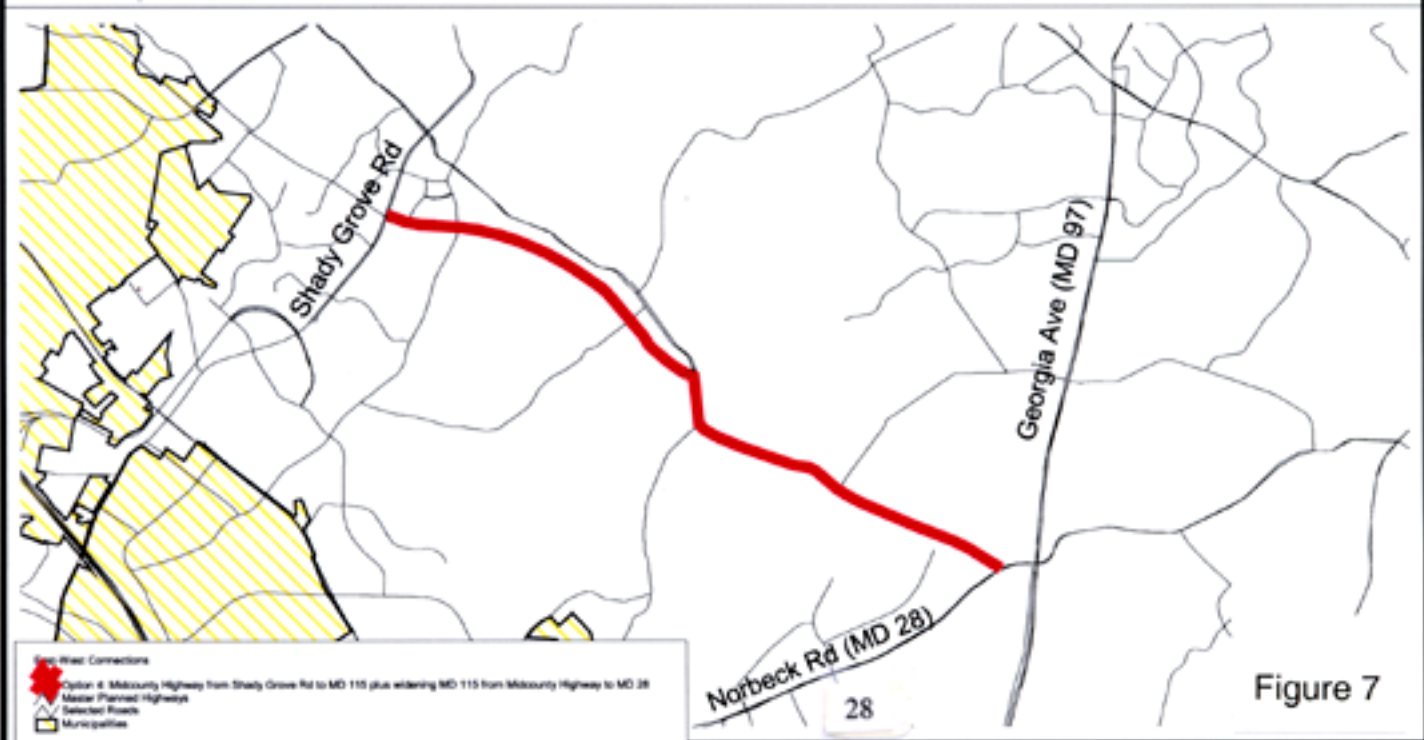 Shady Grove Rd
Georgia Ave (MD 97)
Norbeck Rd (MD 28)
28
Figure 7
East-West Connections
Option 4: Midcounty Highway from Shady Grove Rd to MD 115 plus widening MD 115 from Midcounty Highway to MD 28
Master Planned Highways
Selected Roads
Municipalities